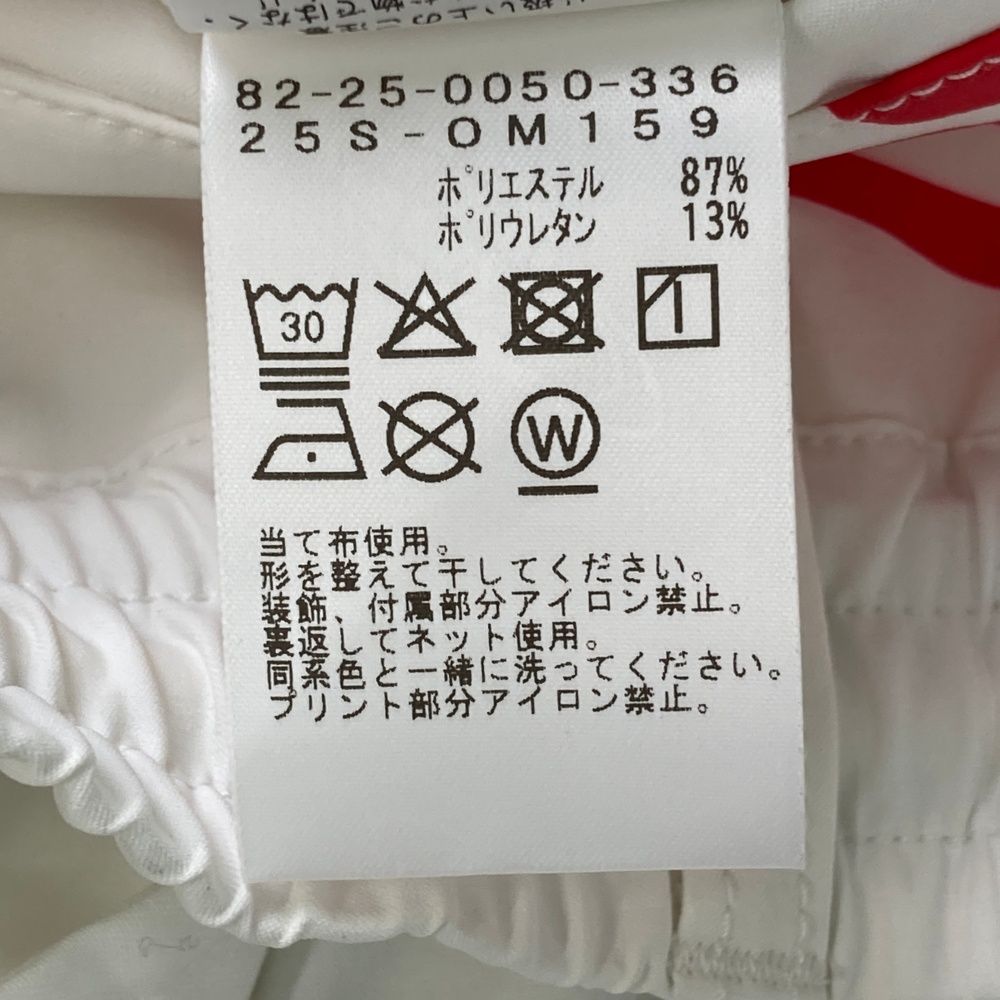 82-25-0050-336
25S-OM159
ポリエステル 87%
ポリウレタン 13%
30
W
当て布使用。
形を整えて干してください。
装飾、付属部分アイロン禁止。
裏返してネット使用。
同系色と一緒に洗ってください。
プリント部分アイロン禁止。